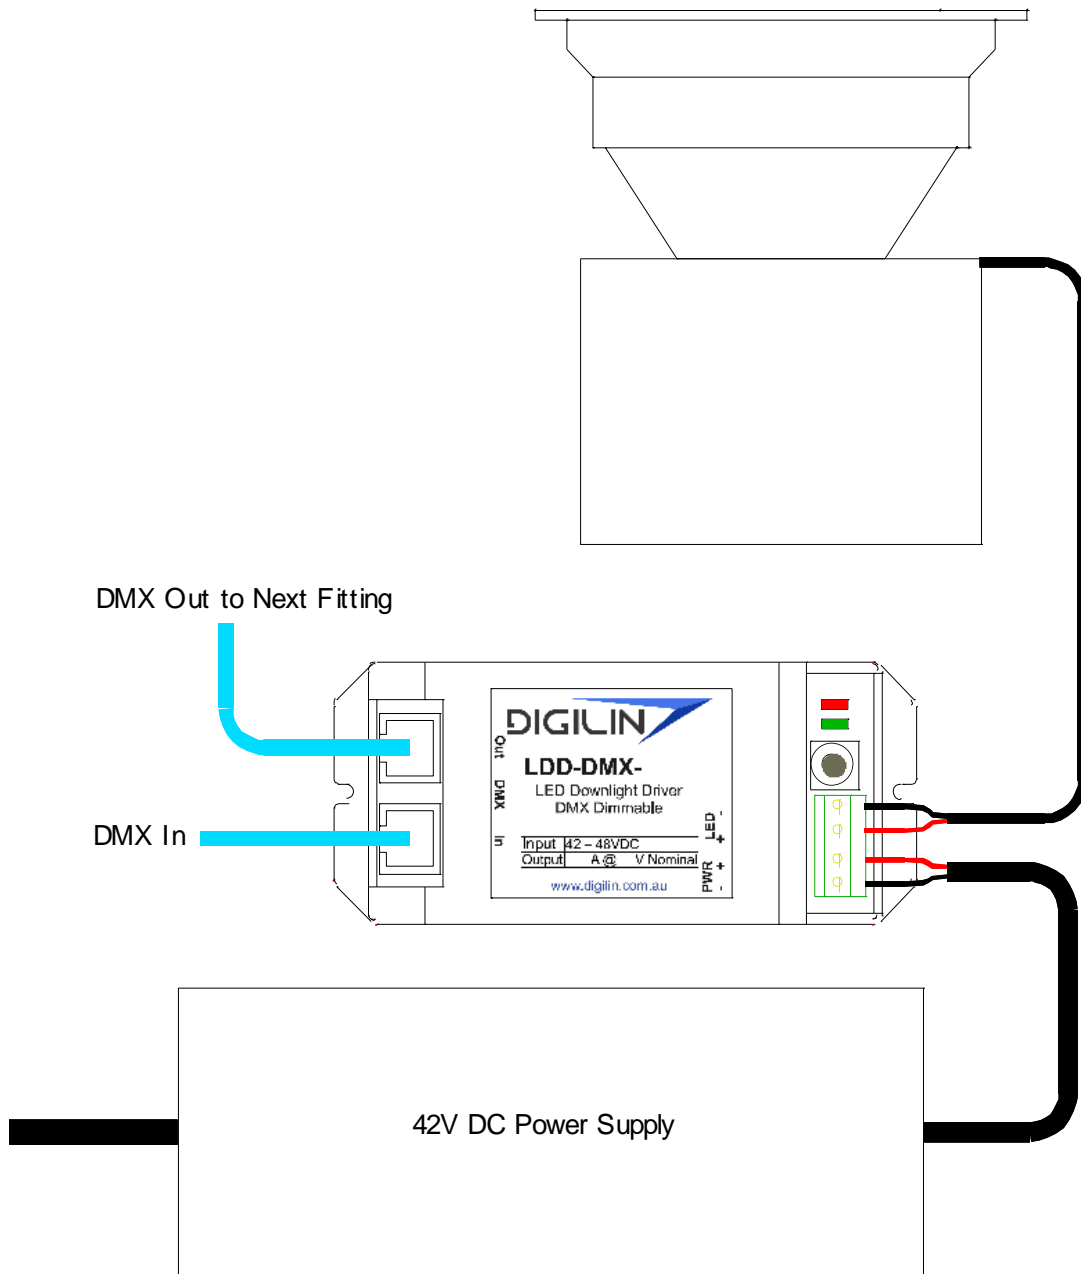 DMX Out to Next Fitting
DMX In
DIGILIN
LDD-DMX-
LED Downlight Driver
DMX Dimmable
Input 42 – 48VDC
Output A @ V Nominal
www.digilin.com.au
Out DMX In
LED + -
PWR - +
42V DC Power Supply